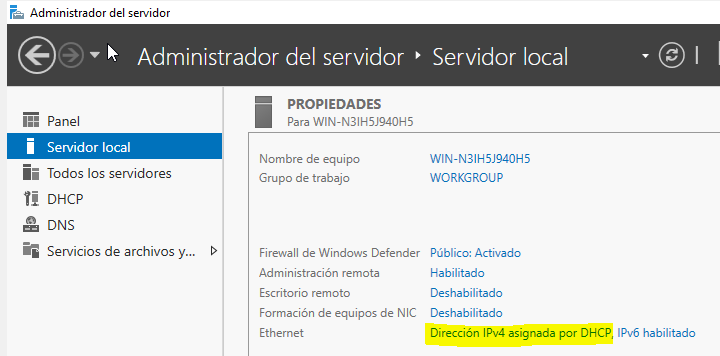 Administrador del servidor
Administrador del servidor ‣ Servidor local
Panel
Servidor local
Todos los servidores
DHCP
DNS
Servicios de archivos y...
PROPIEDADES
Para WIN-N3IH5J940H5
Nombre de equipo WIN-N3IH5J940H5
Grupo de trabajo WORKGROUP
Firewall de Windows Defender Público: Activado
Administración remota Habilitado
Escritorio remoto Deshabilitado
Formación de equipos de NIC Deshabilitado
Ethernet Dirección IPv4 asignada por DHCP, IPv6 habilitado